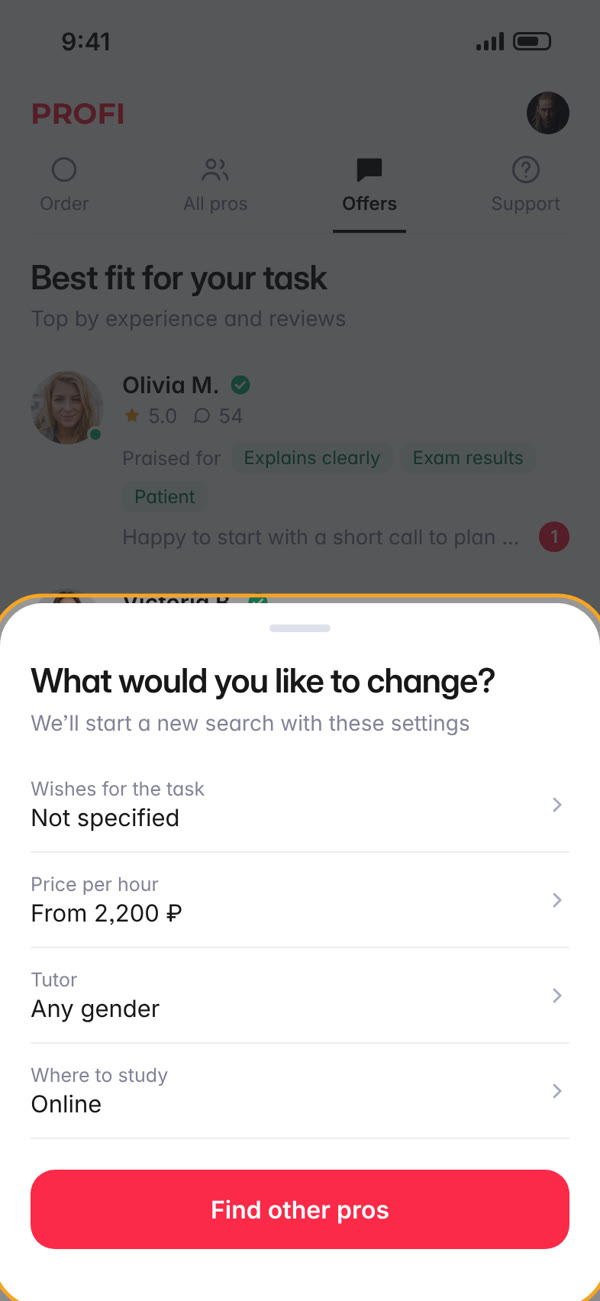 9:41
PROFI
Order
All pros
Offers
Support
Best fit for your task
Top by experience and reviews
Olivia M.
5.0 54
Praised for Explains clearly Exam results
Patient
Happy to start with a short call to plan ...
1
Victoria B.
What would you like to change?
We’ll start a new search with these settings
Wishes for the task
Not specified
Price per hour
From 2,200 ₽
Tutor
Any gender
Where to study
Online
Find other pros